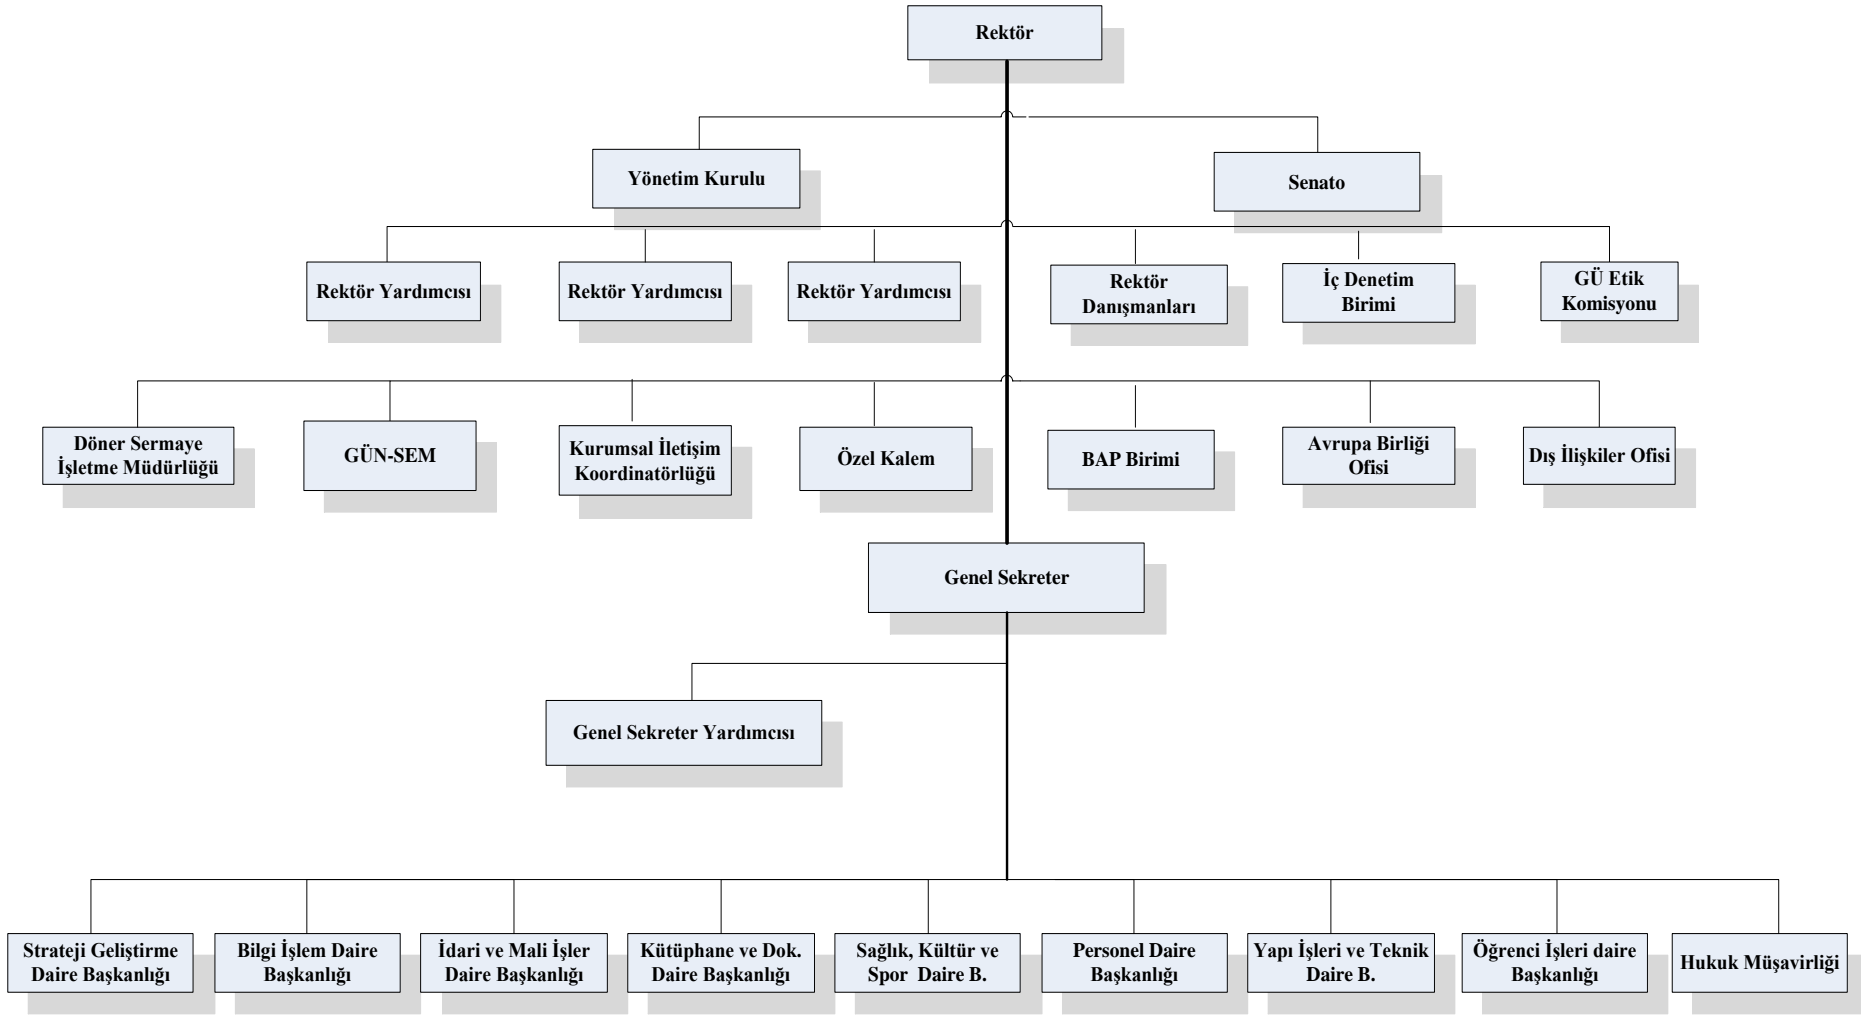 Rektör
Yönetim Kurulu
Senato
Rektör Yardımcısı
Rektör Yardımcısı
Rektör Yardımcısı
Rektör
Danışmanları
İç Denetim
Birimi
GÜ Etik
Komisyonu
Döner Sermaye
İşletme Müdürlüğü
GÜN-SEM
Kurumsal İletişim
Koordinatörlüğü
Özel Kalem
BAP Birimi
Avrupa Birliği
Ofisi
Dış İlişkiler Ofisi
Genel Sekreter
Genel Sekreter Yardımcısı
Strateji Geliştirme
Daire Başkanlığı
Bilgi İşlem Daire
Başkanlığı
İdari ve Mali İşler
Daire Başkanlığı
Kütüphane ve Dok.
Daire Başkanlığı
Sağlık, Kültür ve
Spor  Daire B.
Personel Daire
Başkanlığı
Yapı İşleri ve Teknik
Daire B.
Öğrenci İşleri daire
Başkanlığı
Hukuk Müşavirliği